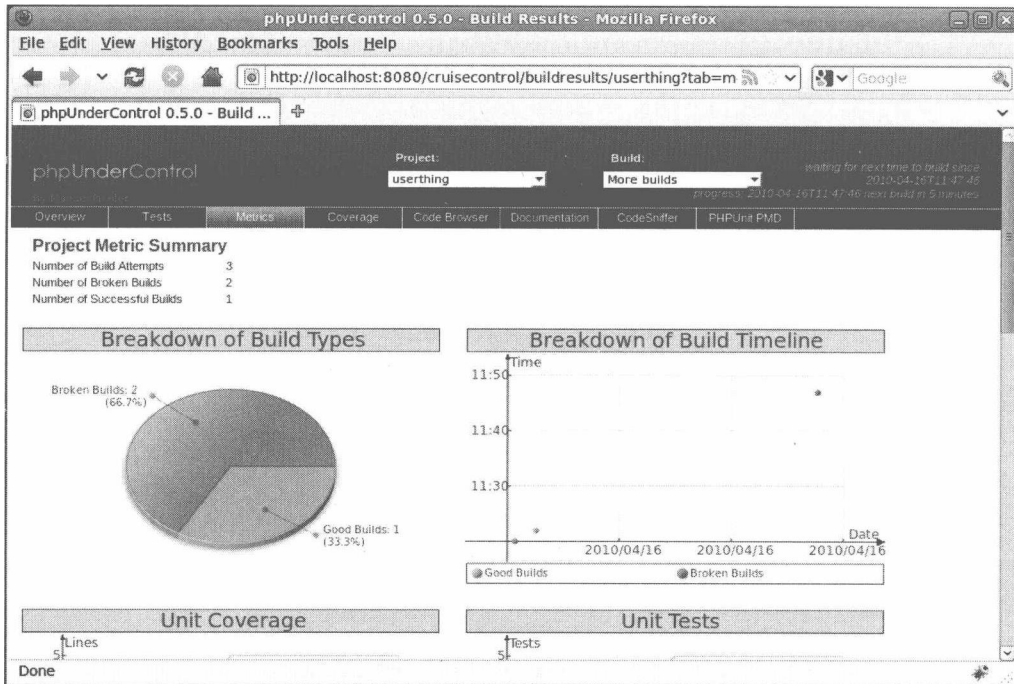 phpUnderControl 0.5.0 - Build Results - Mozilla Firefox
File Edit View History Bookmarks Tools Help
http://localhost:8080/cruisecontrol/buildresults/userthing?tab=m
Google
phpUnderControl 0.5.0 - Build ...
phpUnderControl
Project:
userthing
Build:
More builds
waiting for next time to build since
2010-04-16T11:47:46
progress: 2010-04-16T11:47:46 next build in 5 minutes
Overview Tests Metrics Coverage Code Browser Documentation CodeSniffer PHPUnit PMD
Project Metric Summary
Number of Build Attempts 3
Number of Broken Builds 2
Number of Successful Builds 1
Breakdown of Build Types
Broken Builds: 2
(66.7%)
Good Builds: 1
(33.3%)
Breakdown of Build Timeline
Time
11:50
11:40
11:30
Date
2010/04/16 2010/04/16 2010/04/16
Good Builds Broken Builds
Unit Coverage
Lines
5
Unit Tests
Tests
5
Done